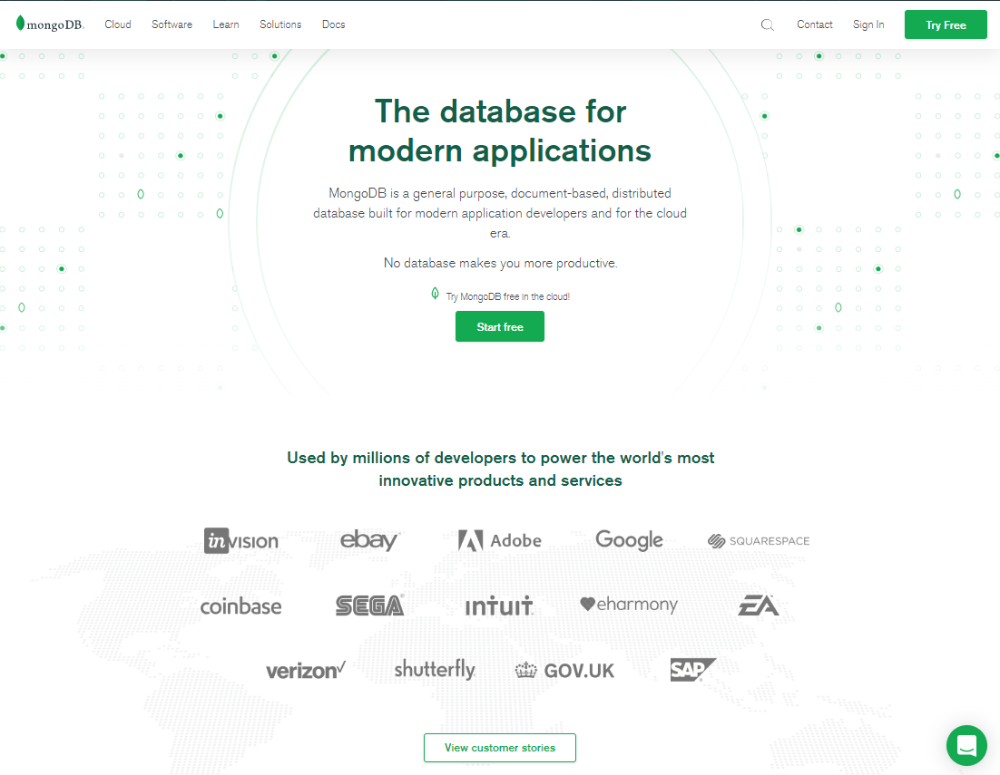 mongoDB. Cloud Software Learn Solutions Docs Contact Sign In Try Free
The database for
modern applications
MongoDB is a general purpose, document-based, distributed
database built for modern application developers and for the cloud
era.
No database makes you more productive.
Try MongoDB free in the cloud!
Start free
Used by millions of developers to power the world's most
innovative products and services
inVISION ebay Adobe Google SQUARESPACE
coinbase SEGA intuit eharmony EA
verizon✓ shutterfly GOV.UK SAP
View customer stories